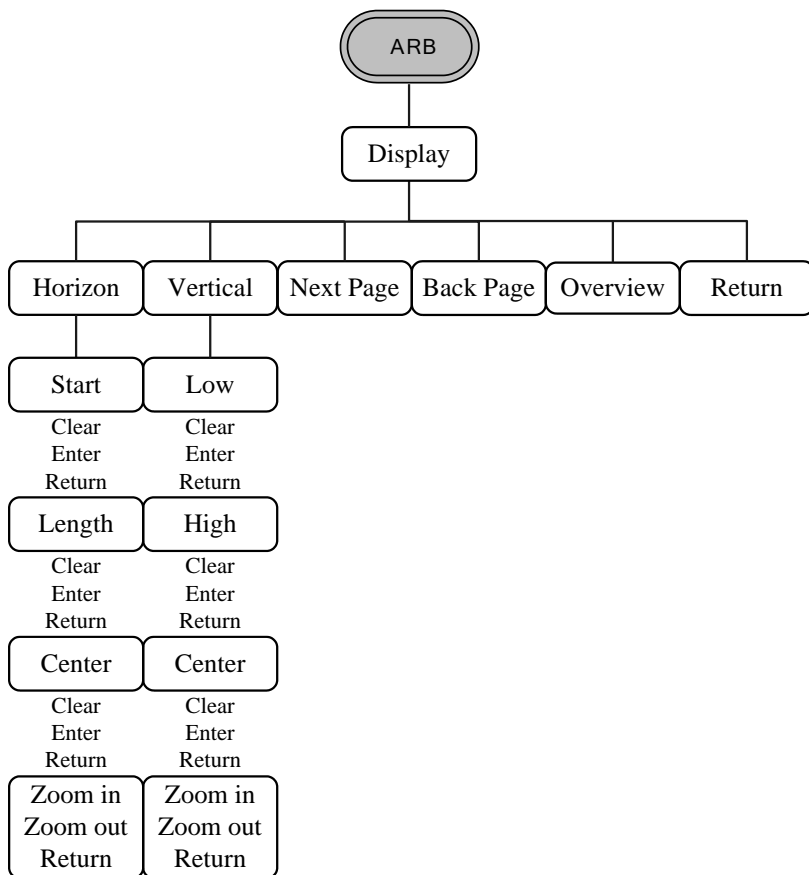 ARB
Display
Horizon
Vertical
Next Page
Back Page
Overview
Return
Start
Low
Clear
Clear
Enter
Enter
Return
Return
Length
High
Clear
Clear
Enter
Enter
Return
Return
Center
Center
Clear
Clear
Enter
Enter
Return
Return
Zoom in
Zoom in
Zoom out
Zoom out
Return
Return